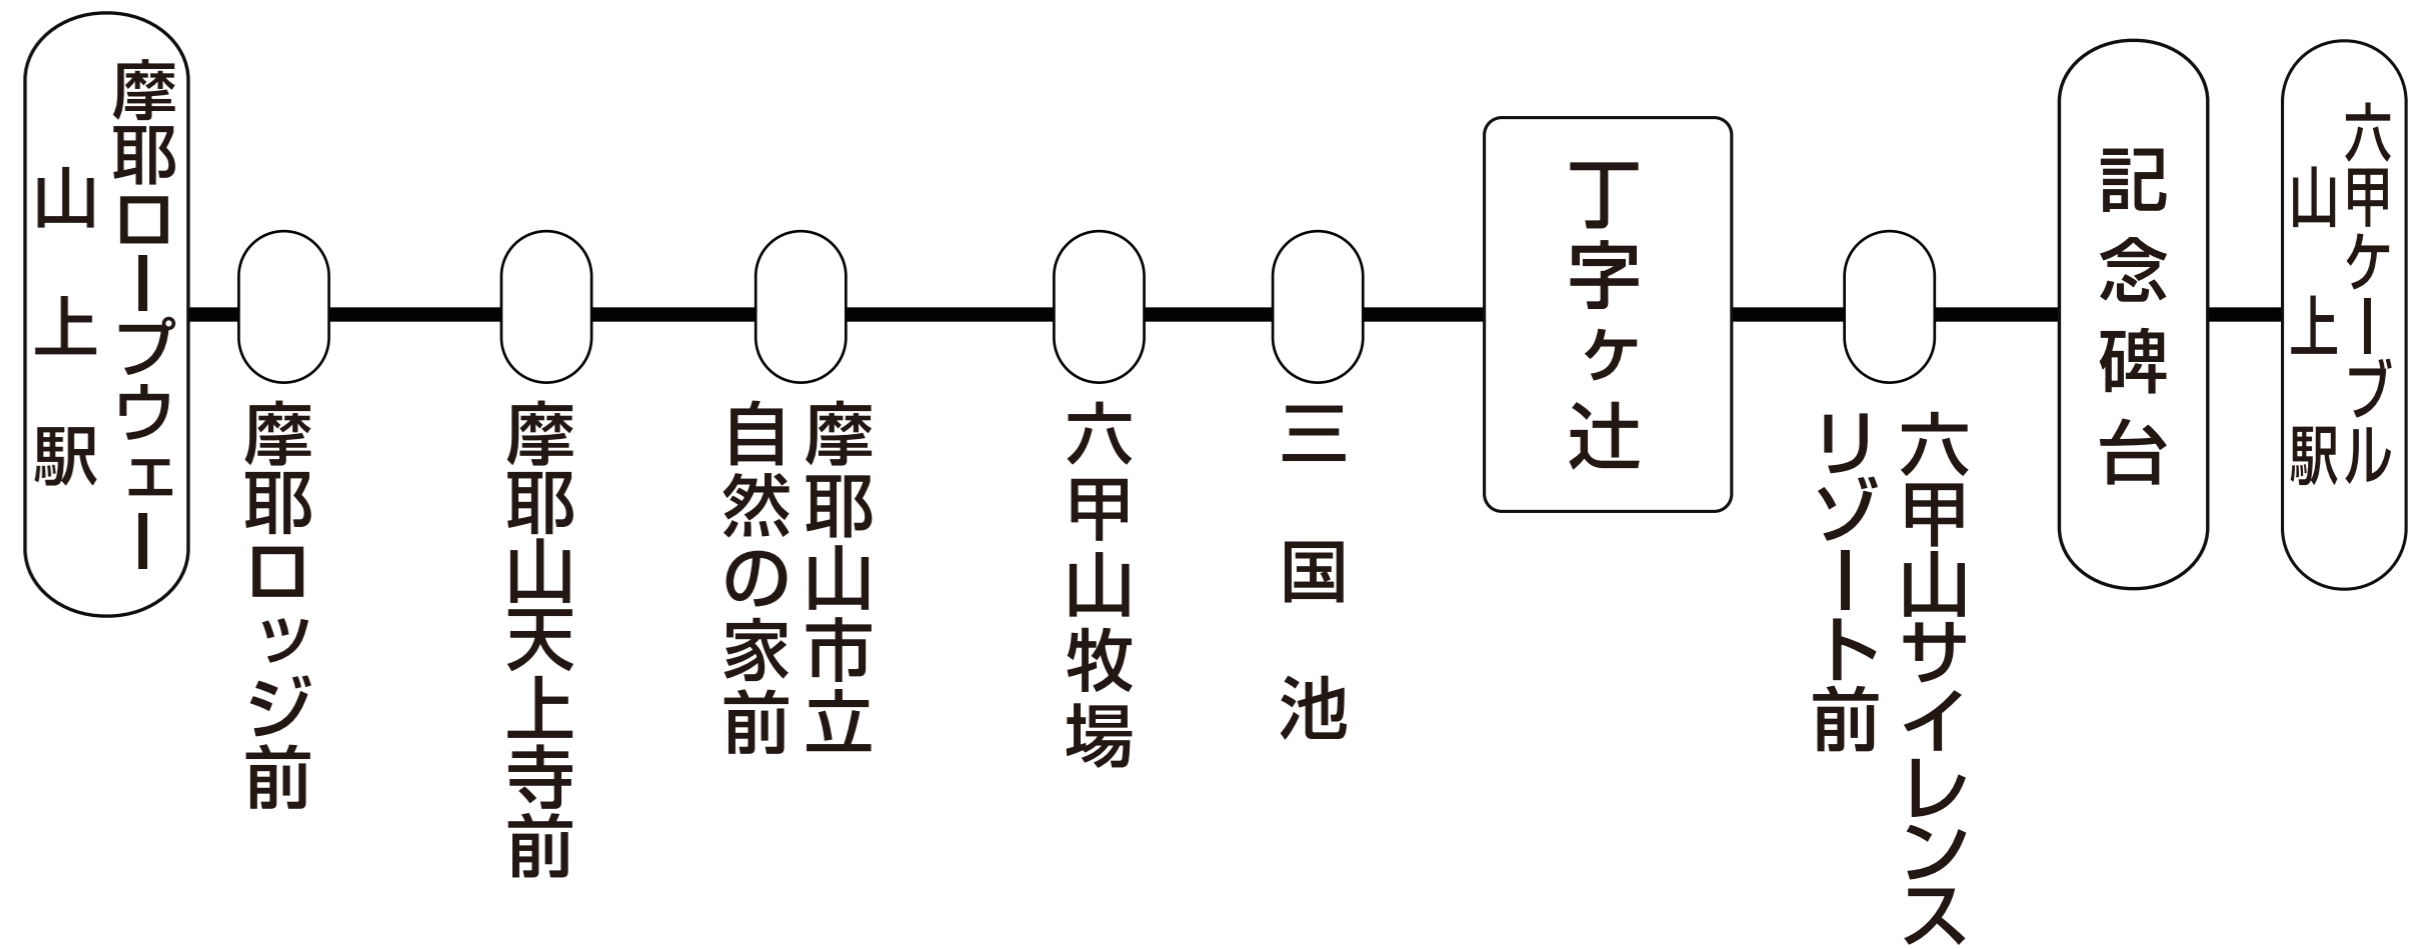 摩耶ロープウェー
山上駅
摩耶ロッジ前
摩耶山天上寺前
摩耶山市立
自然の家前
六甲山牧場
三国池
丁字ヶ辻
六甲山サイレンス
リゾート前
記念碑台
六甲ケーブル
山上駅